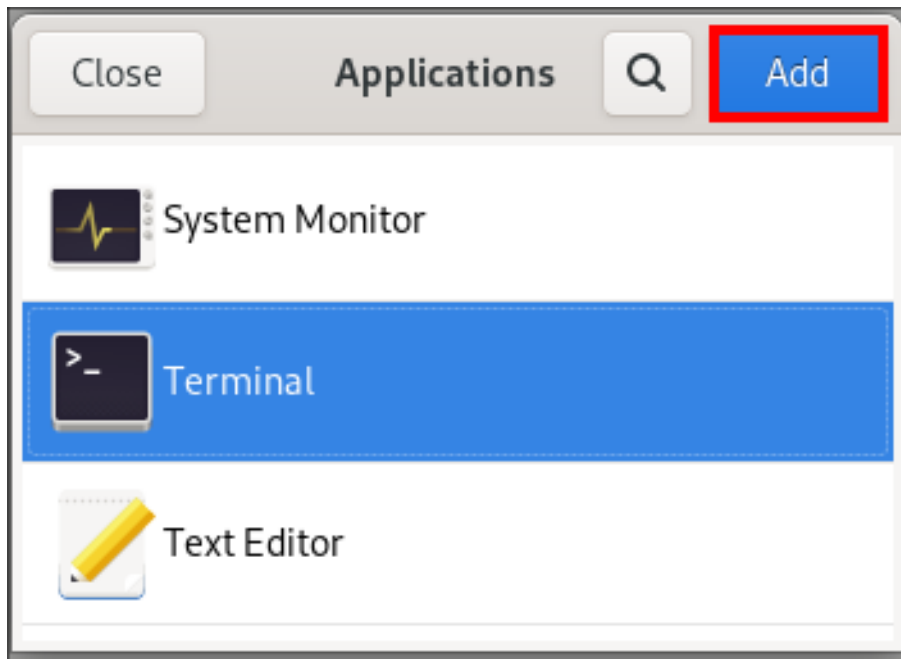 Close Applications Add
System Monitor
>_
Terminal
Text Editor